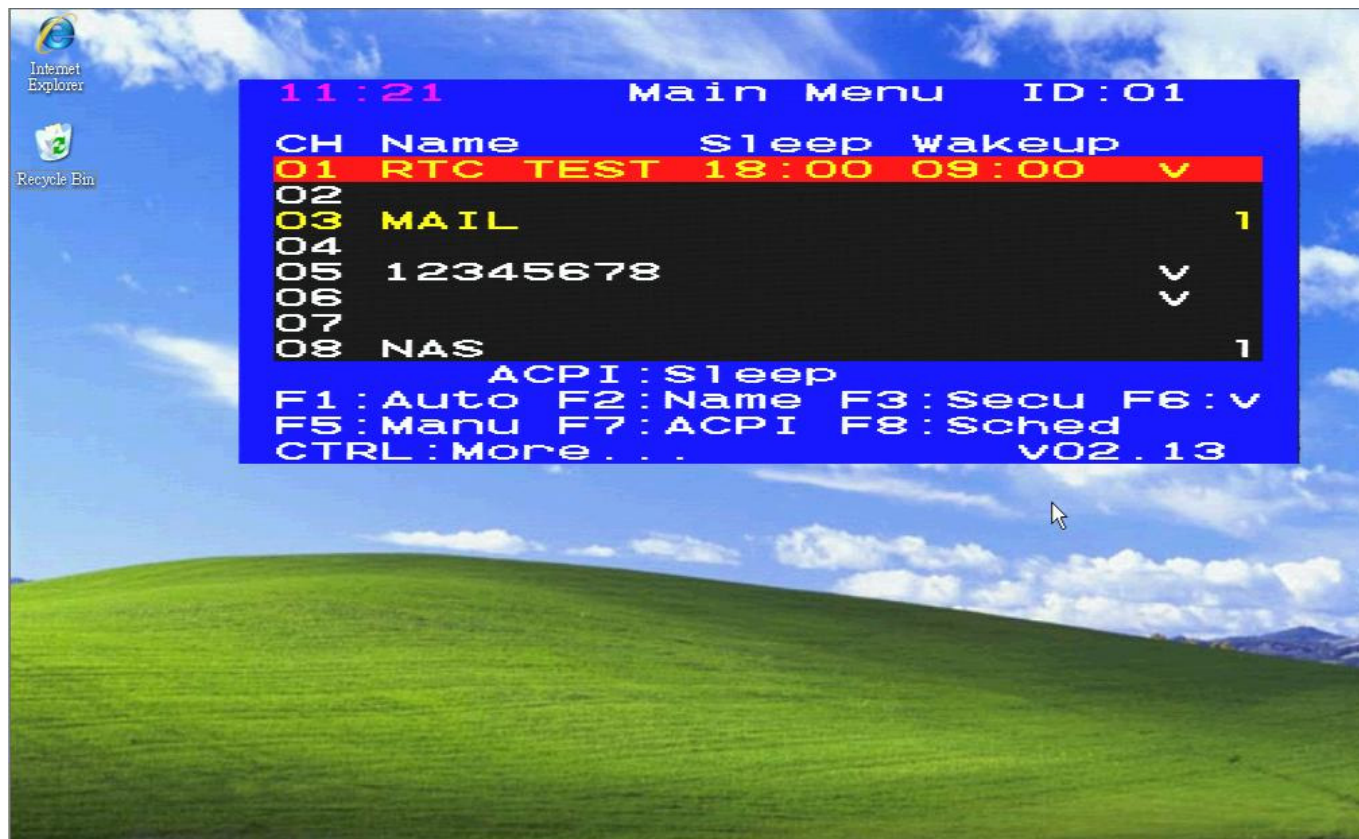 Internet
Explorer
Recycle Bin
11:21 Main Menu ID:01
CH Name Sleep Wakeup
01 RTC TEST 18:00 09:00 v
02
03 MAIL 1
04
05 12345678 v
06 v
07
08 NAS 1
ACPI:Sleep
F1:Auto F2:Name F3:Secu F6:v
F5:Manu F7:ACPI F8:Sched
CTRL:More... v02.13